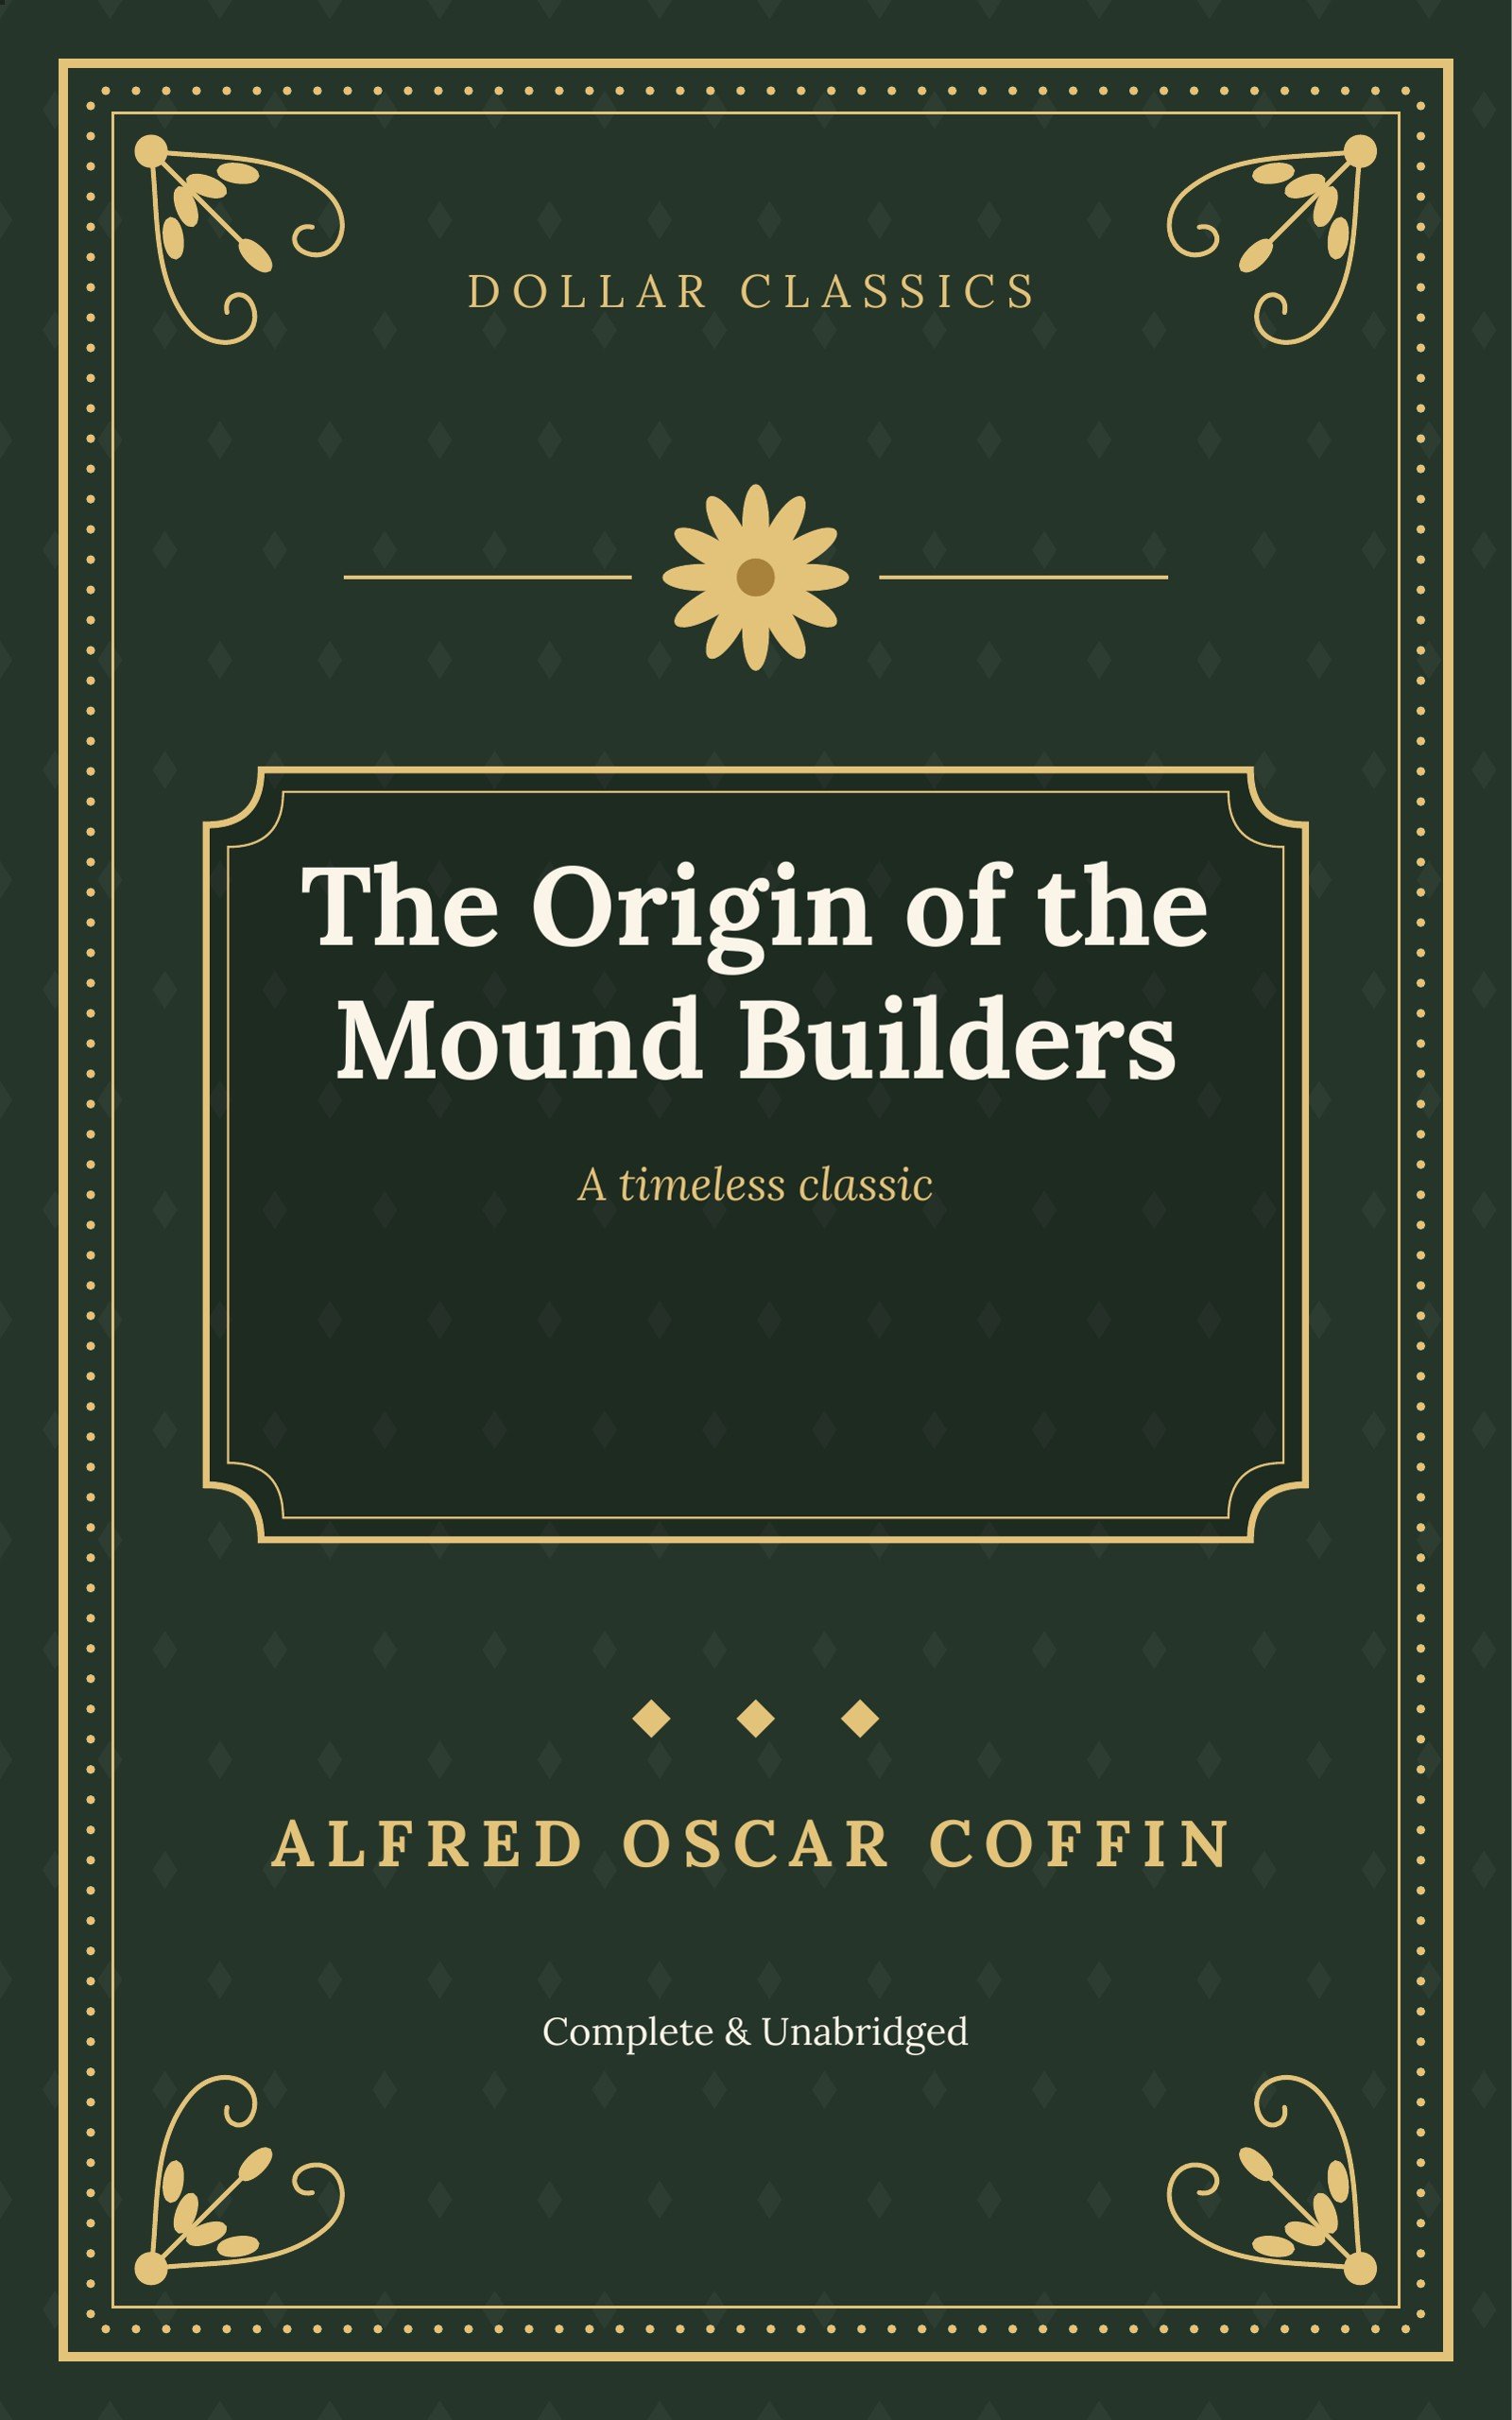 DOLLAR CLASSICS
The Origin of the
Mound Builders
A timeless classic
ALFRED OSCAR COFFIN
Complete & Unabridged